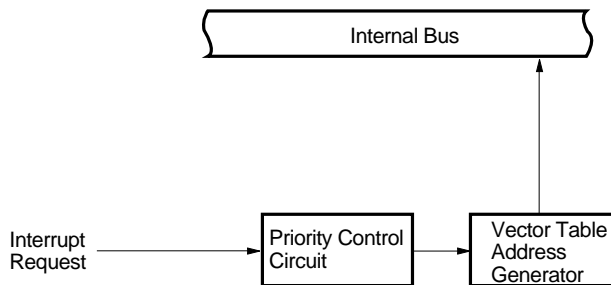 Internal Bus
Interrupt
Request
Priority Control
Circuit
Vector Table
Address
Generator